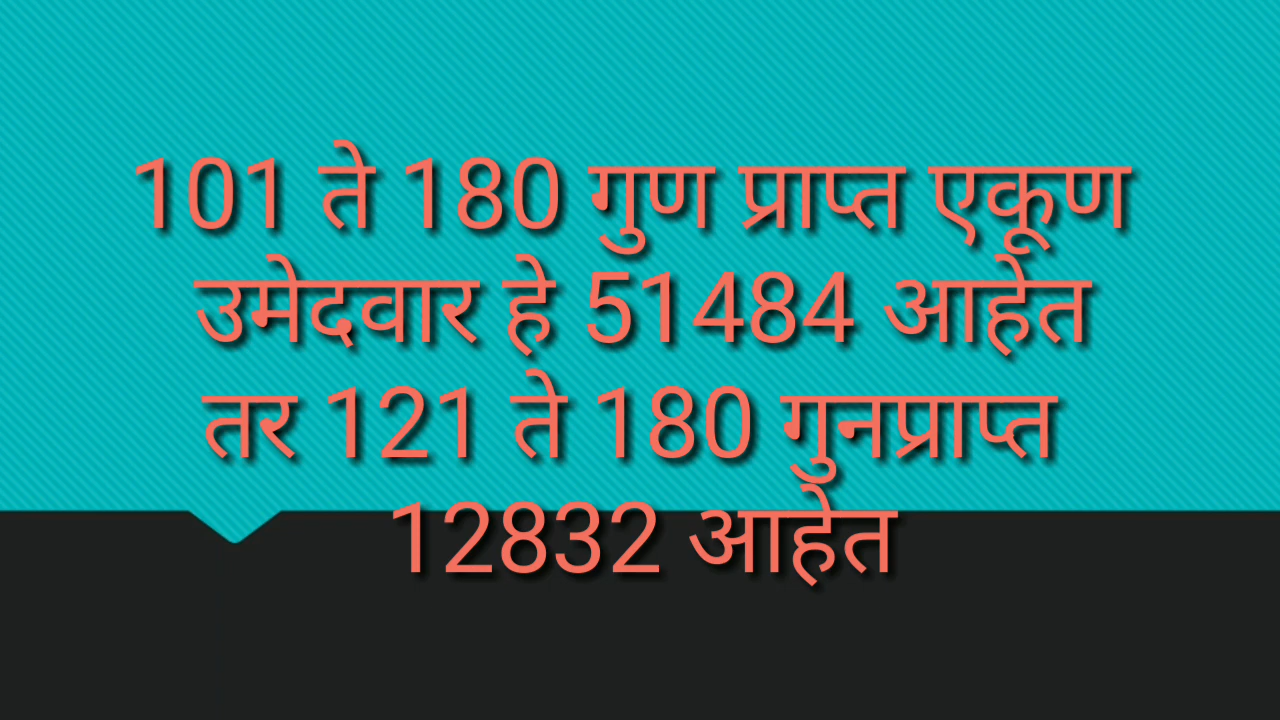 101 ते 180 गुण प्राप्त एकूण
उमेदवार हे 51484 आहेत
तर 121 ते 180 गुनप्राप्त
12832 आहेत